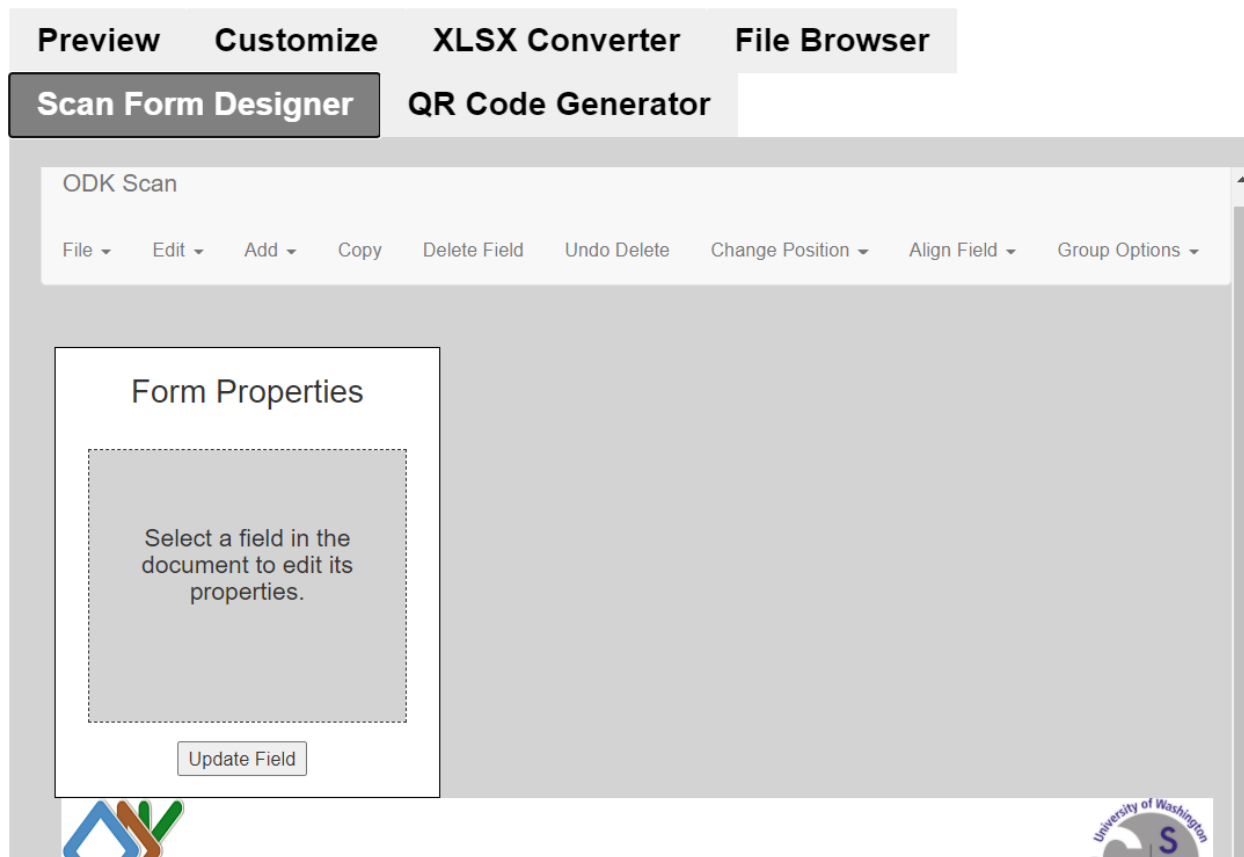 Preview Customize XLSX Converter File Browser
Scan Form Designer QR Code Generator
ODK Scan
File Edit Add Copy Delete Field Undo Delete Change Position Align Field Group Options
Form Properties
Select a field in the
document to edit its
properties.
Update Field
University of Washington
S